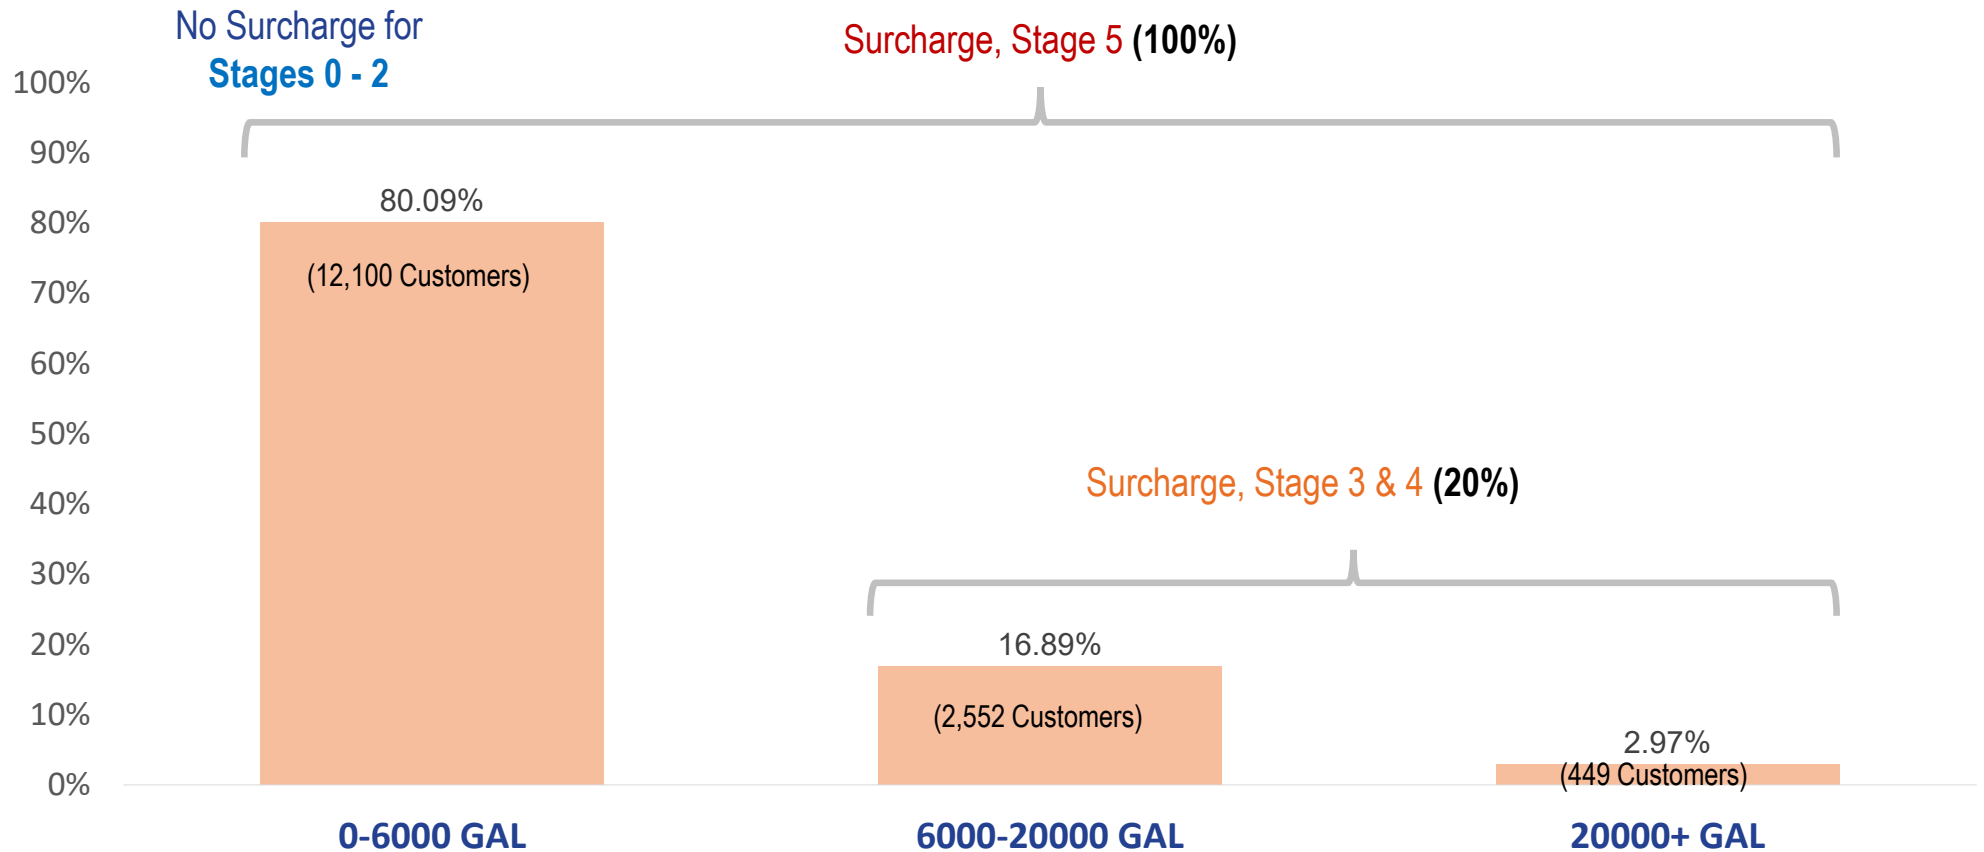 No Surcharge for
Stages 0 - 2
Surcharge, Stage 5 (100%)
100%
90%
80%
70%
60%
50%
40%
30%
20%
10%
0%
80.09%
(12,100 Customers)
Surcharge, Stage 3 & 4 (20%)
16.89%
(2,552 Customers)
2.97%
(449 Customers)
0-6000 GAL
6000-20000 GAL
20000+ GAL